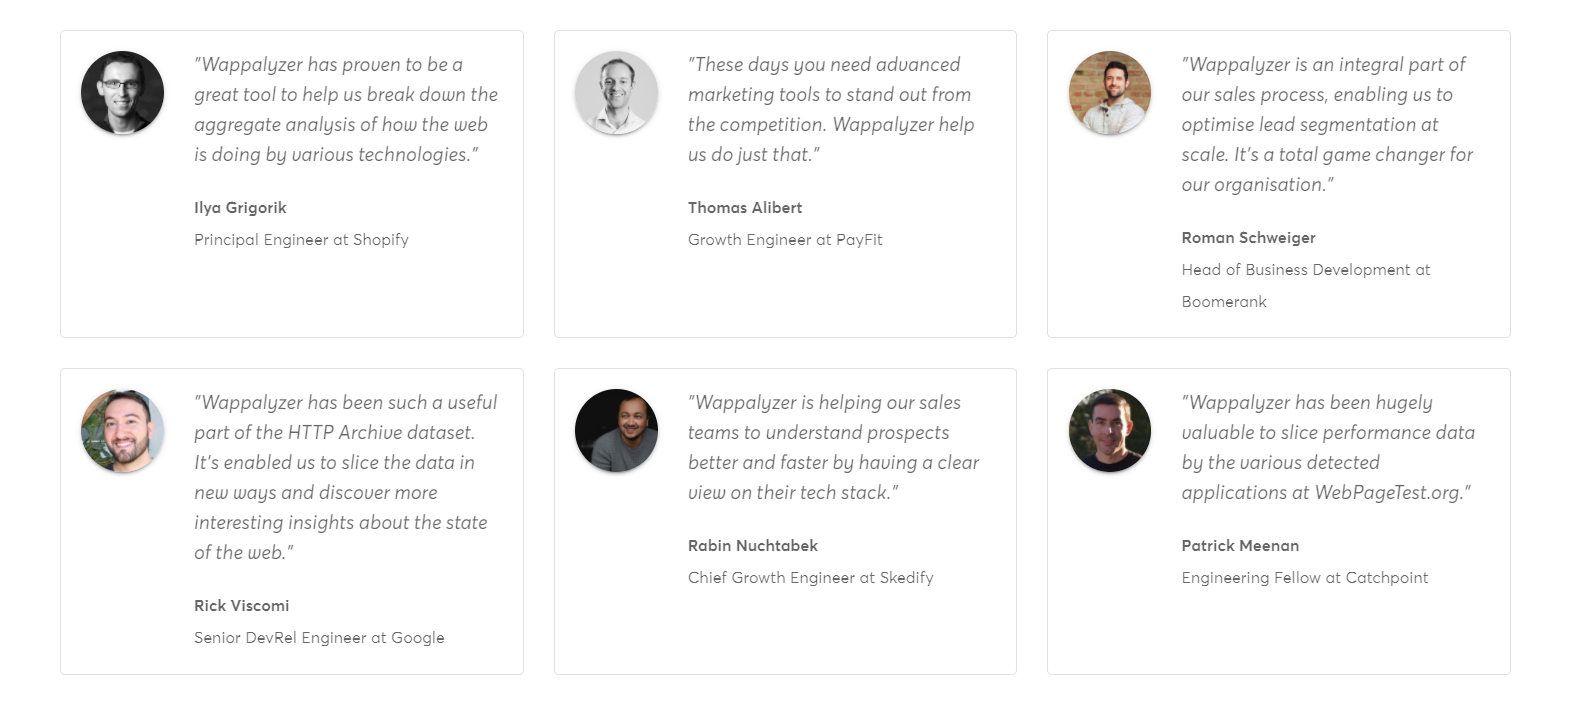 "Wappalyzer has proven to be a
great tool to help us break down the
aggregate analysis of how the web
is doing by various technologies."
Ilya Grigorik
Principal Engineer at Shopify
"These days you need advanced
marketing tools to stand out from
the competition. Wappalyzer help
us do just that."
Thomas Alibert
Growth Engineer at PayFit
"Wappalyzer is an integral part of
our sales process, enabling us to
optimise lead segmentation at
scale. It's a total game changer for
our organisation."
Roman Schweiger
Head of Business Development at
Boomerank
"Wappalyzer has been such a useful
part of the HTTP Archive dataset.
It's enabled us to slice the data in
new ways and discover more
interesting insights about the state
of the web."
Rick Viscomi
Senior DevRel Engineer at Google
"Wappalyzer is helping our sales
teams to understand prospects
better and faster by having a clear
view on their tech stack."
Rabin Nuchtabek
Chief Growth Engineer at Skedify
"Wappalyzer has been hugely
valuable to slice performance data
by the various detected
applications at WebPageTest.org."
Patrick Meenan
Engineering Fellow at Catchpoint